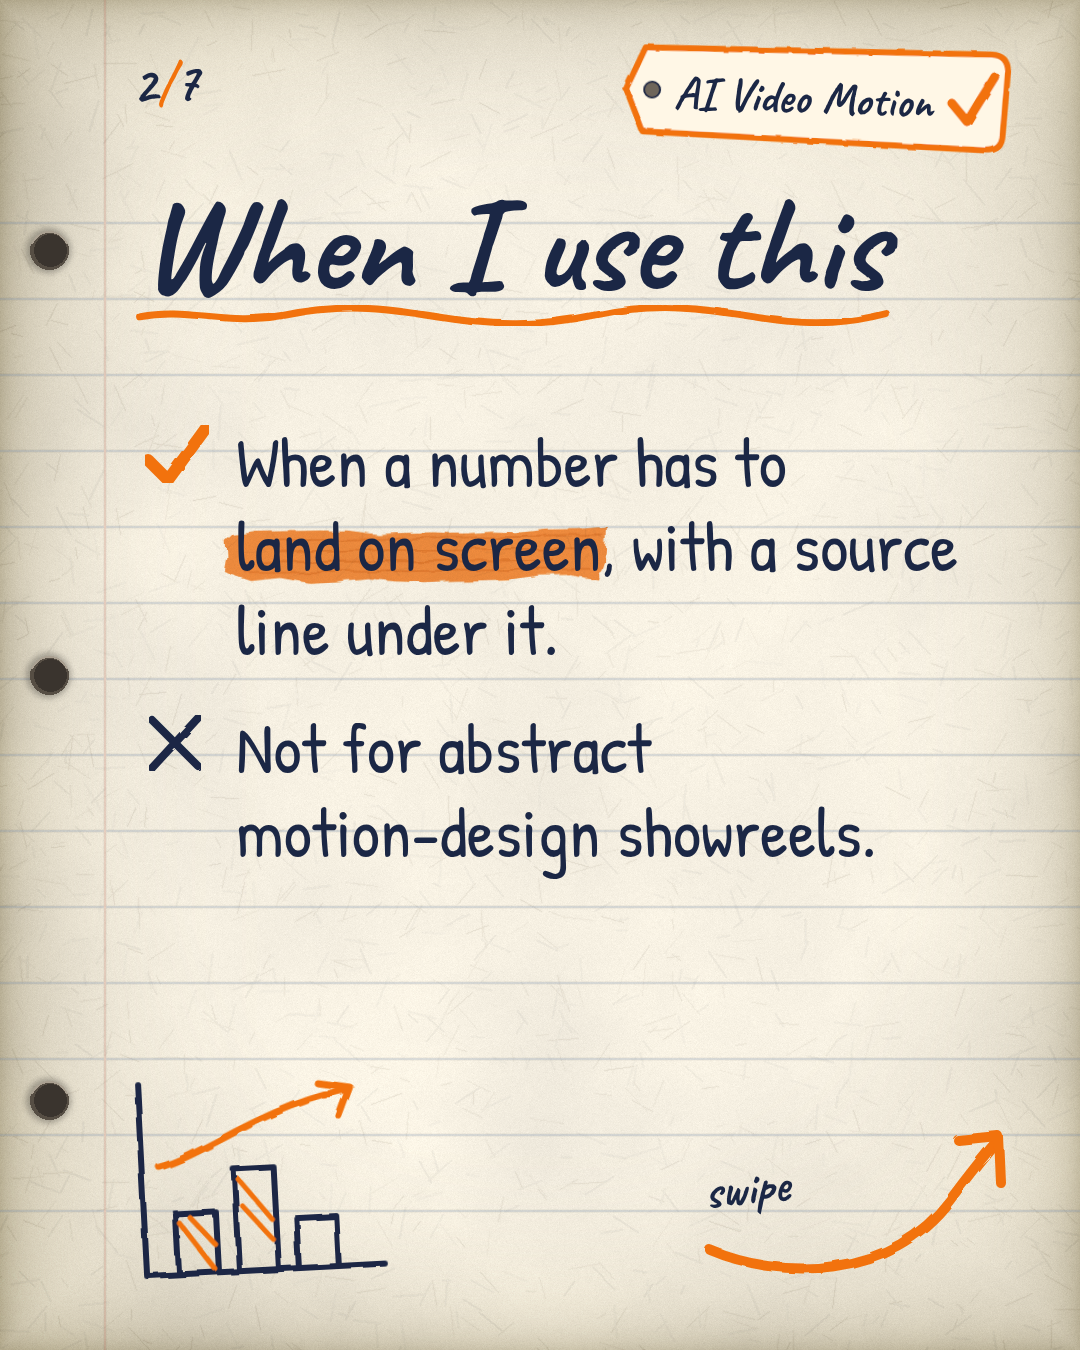 2/7
AI Video Motion
When I use this
When a number has to
land on screen, with a source
line under it.
Not for abstract
motion-design showreels.
swipe